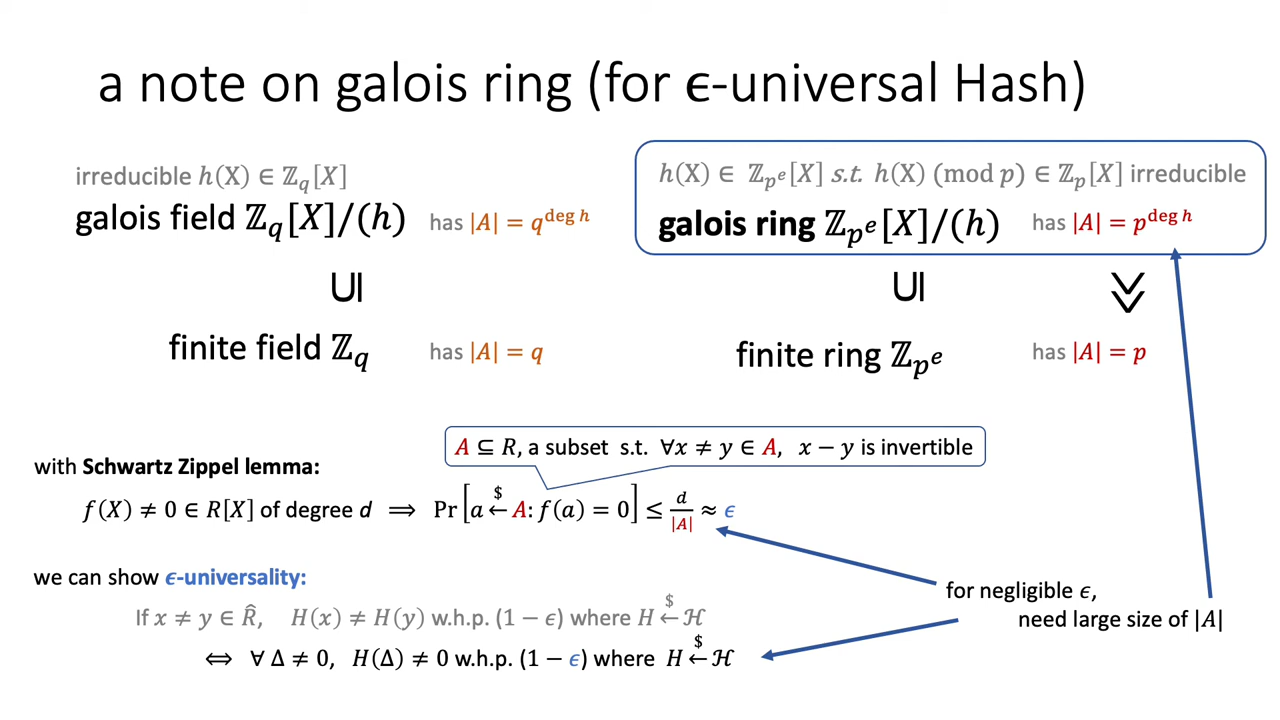 a note on galois ring (for ϵ-universal Hash)
irreducible h(X) ∈ ℤ_q[X]
galois field ℤ_q[X]/(h) has |A| = q^{deg h}
h(X) ∈ ℤ_{p^e}[X] s.t. h(X) (mod p) ∈ ℤ_p[X] irreducible
galois ring ℤ_{p^e}[X]/(h) has |A| = p^{deg h}
⊆
⊆
≫
finite field ℤ_q has |A| = q
finite ring ℤ_{p^e} has |A| = p
A ⊆ R, a subset s.t. ∀x ≠ y ∈ A, x − y is invertible
with Schwartz Zippel lemma:
f(X) ≠ 0 ∈ R[X] of degree d ⟹ Pr[a ←$ A: f(a) = 0] ≤ d/|A| ≈ ϵ
we can show ϵ-universality:
If x ≠ y ∈ R̂, H(x) ≠ H(y) w.h.p. (1 − ϵ) where H ←$ ℋ
⟺ ∀ Δ ≠ 0, H(Δ) ≠ 0 w.h.p. (1 − ϵ) where H ←$ ℋ
for negligible ϵ,
need large size of |A|